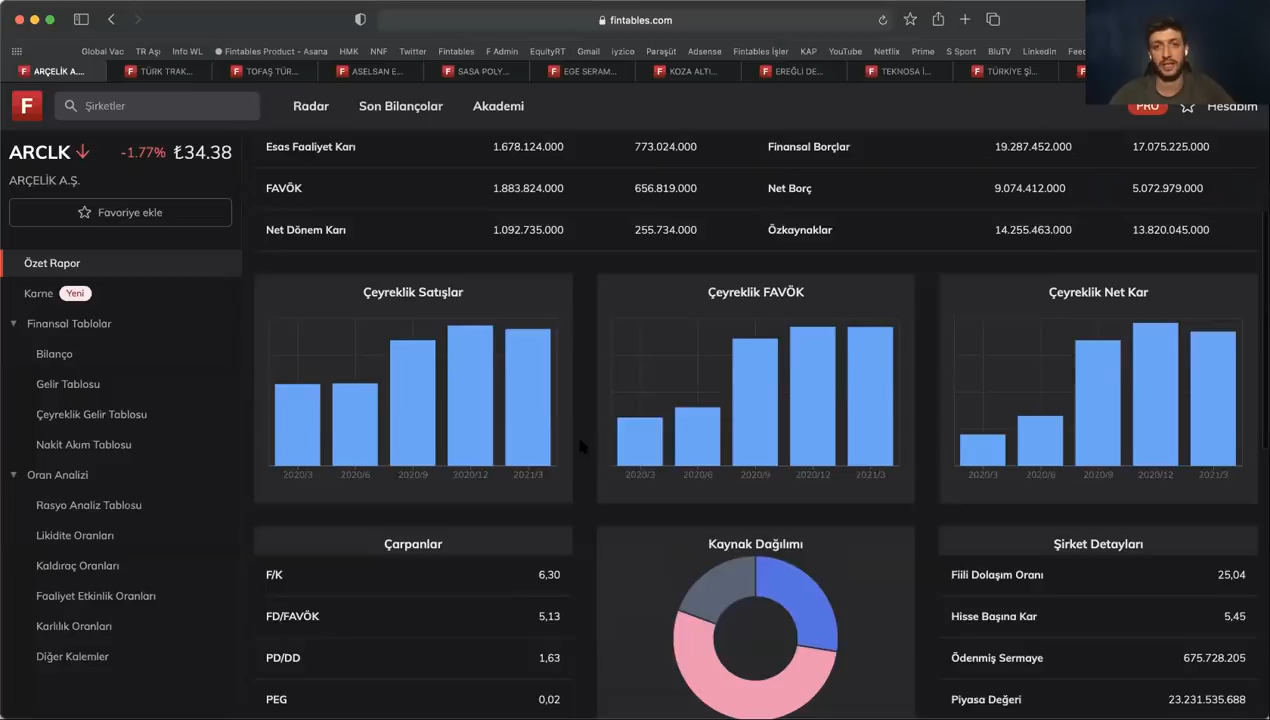 fintables.com
Global Vac TR Aşı Info WL Fintables Product - Asana HMK NNF Twitter Fintables F Admin EquityRT Gmail iyzico Paraşüt Adsense Fintables İşler KAP YouTube Netflix Prime S Sport BluTV LinkedIn
ARÇELİK A.... TÜRK TRAK... TOFAŞ TÜR... ASELSAN E... SASA POLY... EGE SERAM... KOZA ALTI... EREĞLİ DE... TEKNOSA İ... TÜRKİYE Şİ...
F Şirketler Radar Son Bilançolar Akademi PRO Hesabım
ARCLK -1.77% ₺34.38
ARÇELİK A.Ş.
Favoriye ekle
Özet Rapor
Karne Yeni
Finansal Tablolar
Bilanço
Gelir Tablosu
Çeyreklik Gelir Tablosu
Nakit Akım Tablosu
Oran Analizi
Rasyo Analiz Tablosu
Likidite Oranları
Kaldıraç Oranları
Faaliyet Etkinlik Oranları
Karlılık Oranları
Diğer Kalemler
Esas Faaliyet Karı 1.678.124.000 773.024.000 Finansal Borçlar 19.287.452.000 17.075.225.000
FAVÖK 1.883.824.000 656.819.000 Net Borç 9.074.412.000 5.072.979.000
Net Dönem Karı 1.092.735.000 255.734.000 Özkaynaklar 14.255.463.000 13.820.045.000
Çeyreklik Satışlar Çeyreklik FAVÖK Çeyreklik Net Kar
2020/3 2020/6 2020/9 2020/12 2021/3 2020/3 2020/6 2020/9 2020/12 2021/3 2020/3 2020/6 2020/9 2020/12 2021/3
Çarpanlar Kaynak Dağılımı Şirket Detayları
F/K 6,30 Fiili Dolaşım Oranı 25,04
FD/FAVÖK 5,13 Hisse Başına Kar 5,45
PD/DD 1,63 Ödenmiş Sermaye 675.728.205
PEG 0,02 Piyasa Değeri 23.231.535.688